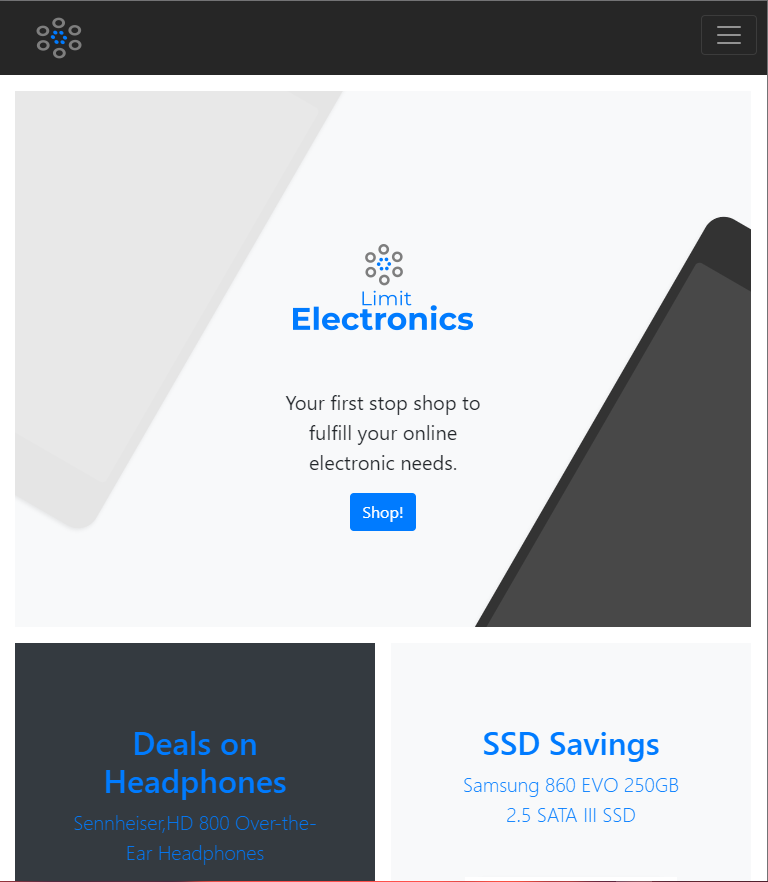 Limit
Electronics
Your first stop shop to
fulfill your online
electronic needs.
Shop!
Deals on
Headphones
Sennheiser,HD 800 Over-the-
Ear Headphones
SSD Savings
Samsung 860 EVO 250GB
2.5 SATA III SSD